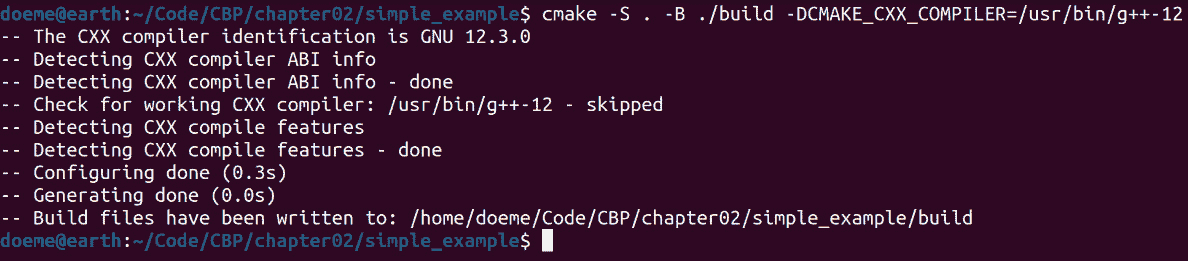 doeme@earth:~/Code/CBP/chapter02/simple_example$ cmake -S . -B ./build -DCMAKE_CXX_COMPILER=/usr/bin/g++-12
-- The CXX compiler identification is GNU 12.3.0
-- Detecting CXX compiler ABI info
-- Detecting CXX compiler ABI info - done
-- Check for working CXX compiler: /usr/bin/g++-12 - skipped
-- Detecting CXX compile features
-- Detecting CXX compile features - done
-- Configuring done (0.3s)
-- Generating done (0.0s)
-- Build files have been written to: /home/doeme/Code/CBP/chapter02/simple_example/build
doeme@earth:~/Code/CBP/chapter02/simple_example$